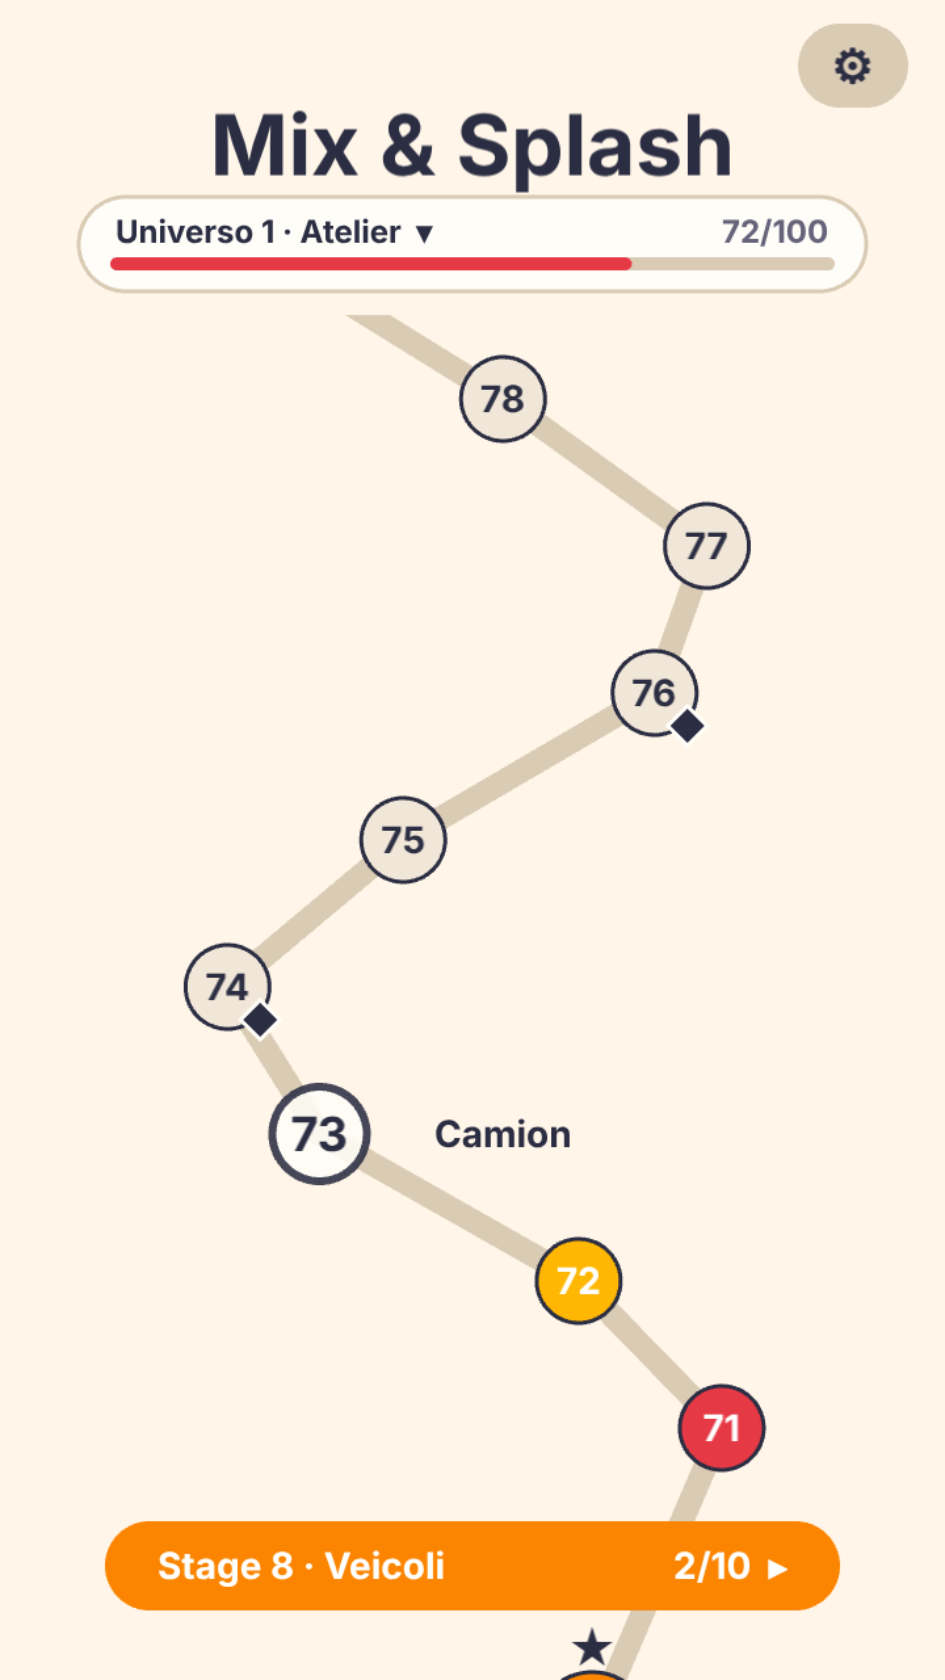 Mix & Splash
Universo 1 · Atelier ▼ 72/100
78
77
76
75
74
73 Camion
72
71
Stage 8 · Veicoli 2/10 ►